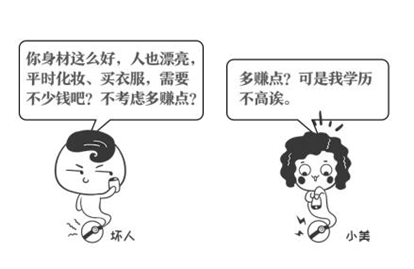 你身材这么好，人也漂亮，
平时化妆、买衣服，需要
不少钱吧？不考虑多赚点？
多赚点？可是我学历
不高诶。
坏人
小美